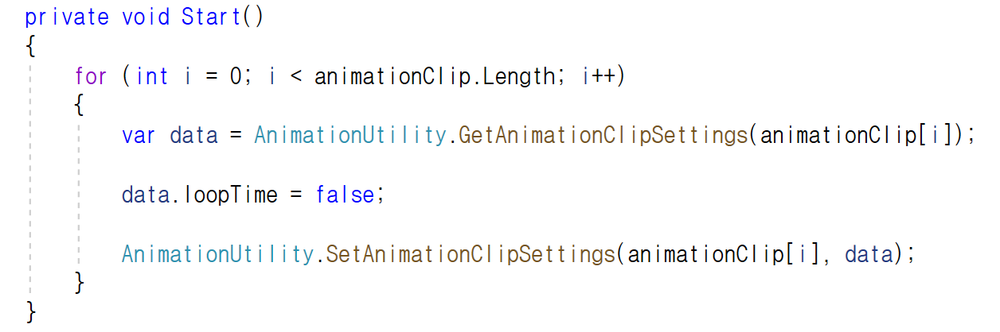 private void Start()
{
for (int i = 0; i < animationClip.Length; i++)
{
var data = AnimationUtility.GetAnimationClipSettings(animationClip[i]);
data.loopTime = false;
AnimationUtility.SetAnimationClipSettings(animationClip[i], data);
}
}